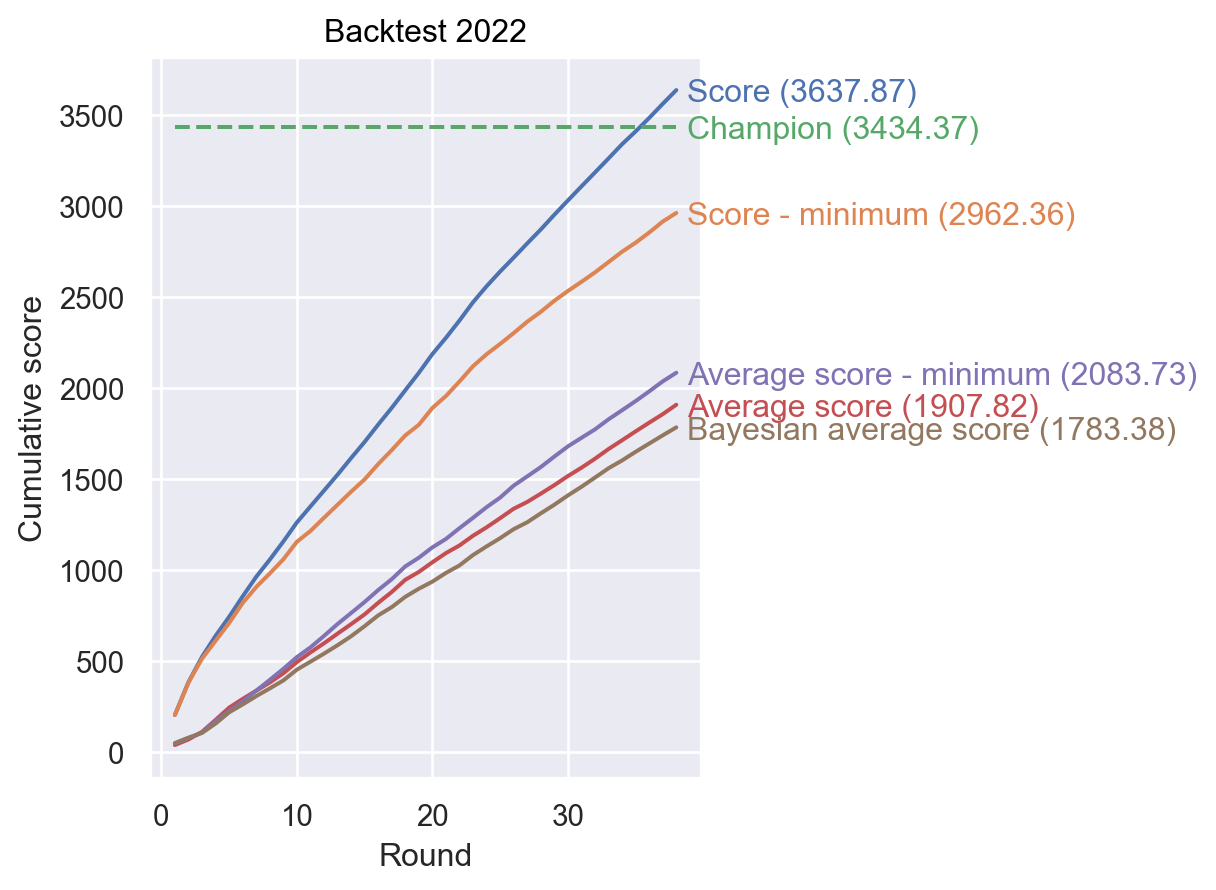 Backtest 2022
Cumulative score
3500
3000
2500
2000
1500
1000
500
0
Score (3637.87)
Champion (3434.37)
Score - minimum (2962.36)
Average score - minimum (2083.73)
Average score (1907.82)
Bayesian average score (1783.38)
0 10 20 30
Round